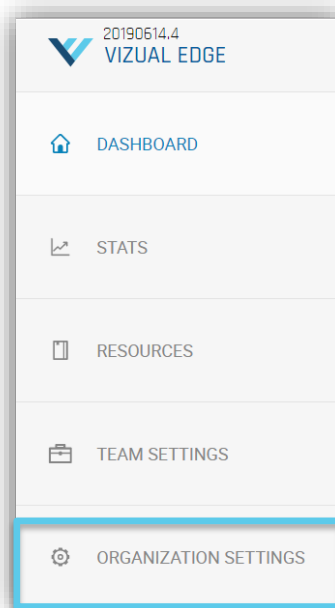 20190614.4
VIZUAL EDGE
DASHBOARD
STATS
RESOURCES
TEAM SETTINGS
ORGANIZATION SETTINGS